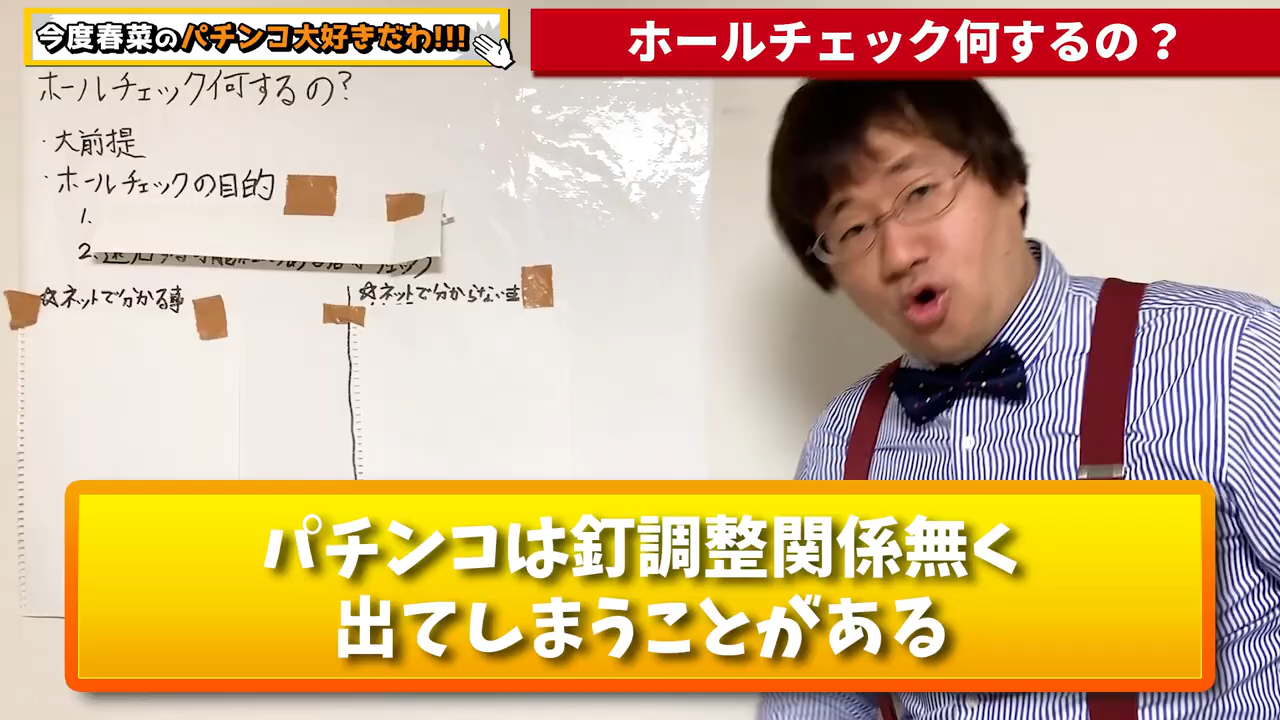 今度春菜のパチンコ大好きだわ!!!
ホールチェック何するの？
ホールチェック何するの?
・大前提
・ホールチェックの目的
1.
2.
☆ネットで分かる事
☆ネットで分からない事
パチンコは釘調整関係無く
出てしまうことがある